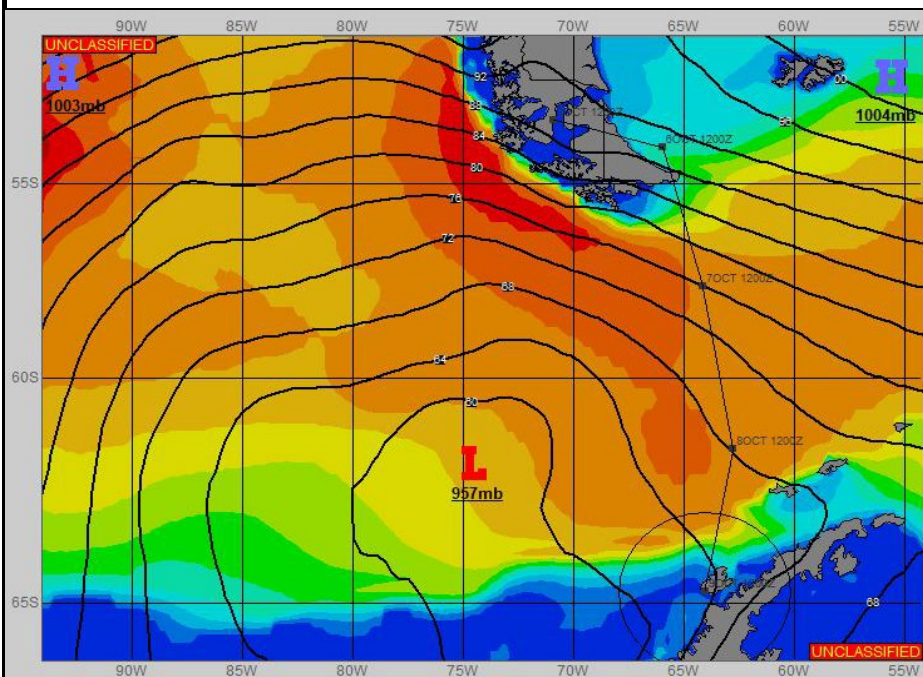 90W 85W 80W 75W 70W 65W 60W 55W
UNCLASSIFIED
H H
1003mb 1004mb
92
88
84
80
76
72
68
64
60
00
6OCT 1200Z
55S
7OCT 1200Z
60S
8OCT 1200Z
L
957mb
65S
68
UNCLASSIFIED
90W 85W 80W 75W 70W 65W 60W 55W